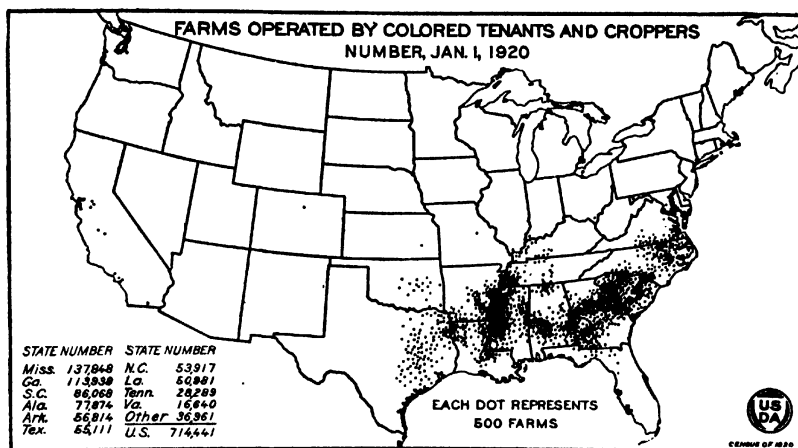 FARMS OPERATED BY COLORED TENANTS AND CROPPERS
NUMBER, JAN. 1, 1920
STATE NUMBER STATE NUMBER
Miss. 137,848 N.C. 53,917
Ga. 113,938 La. 50,981
S.C. 86,068 Tenn. 28,289
Ala. 77,874 Va. 16,640
Ark. 56,814 Other 36,961
Tex. 55,111 U.S. 714,441
EACH DOT REPRESENTS
500 FARMS
US
DA
CENSUS OF 1920